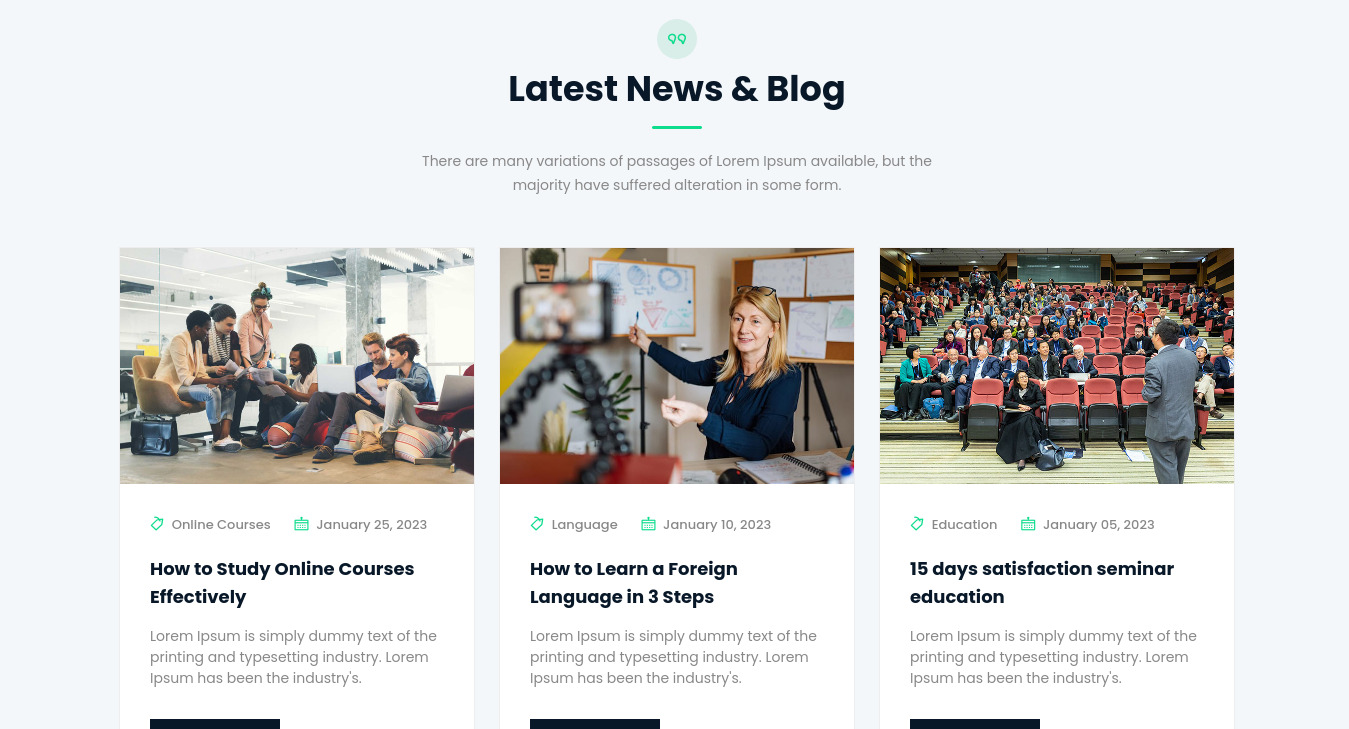 Latest News & Blog
There are many variations of passages of Lorem Ipsum available, but the
majority have suffered alteration in some form.
Online Courses
January 25, 2023
How to Study Online Courses
Effectively
Lorem Ipsum is simply dummy text of the
printing and typesetting industry. Lorem
Ipsum has been the industry's.
Language
January 10, 2023
How to Learn a Foreign
Language in 3 Steps
Lorem Ipsum is simply dummy text of the
printing and typesetting industry. Lorem
Ipsum has been the industry's.
Education
January 05, 2023
15 days satisfaction seminar
education
Lorem Ipsum is simply dummy text of the
printing and typesetting industry. Lorem
Ipsum has been the industry's.